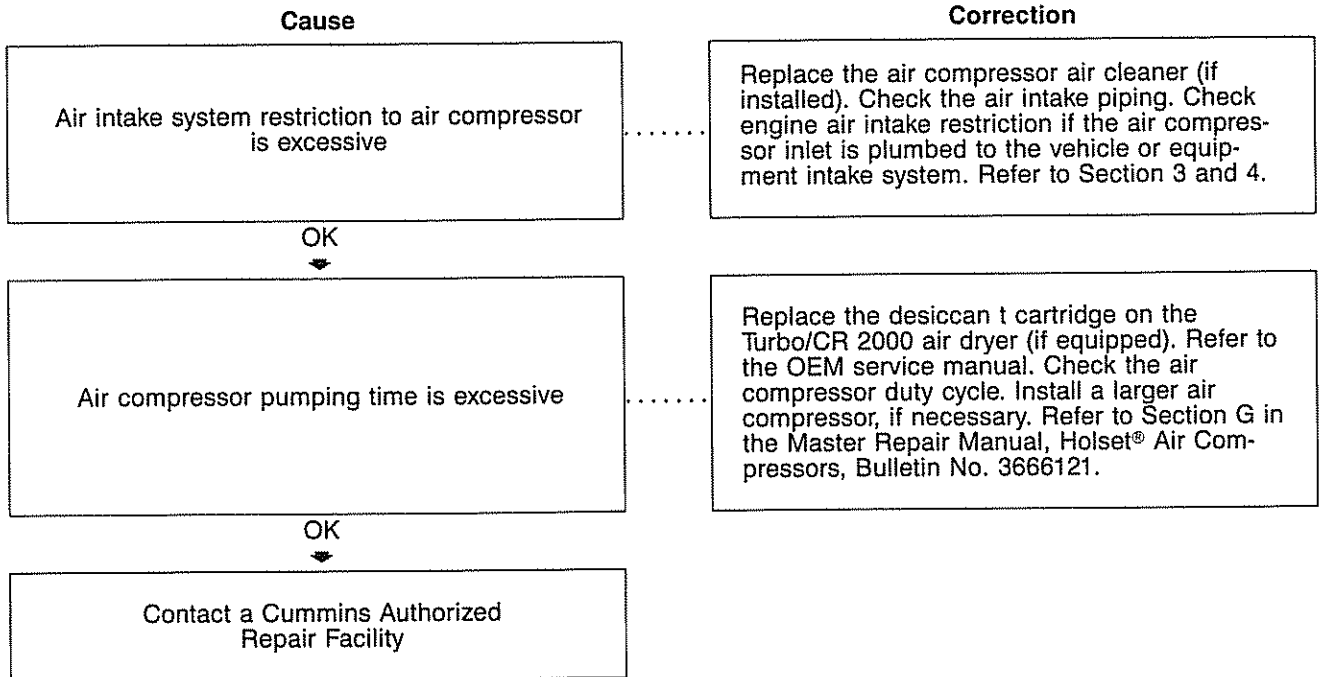 Cause
Correction
Air intake system restriction to air compressor
is excessive
. . . . . . .
Replace the air compressor air cleaner (if
installed). Check the air intake piping. Check
engine air intake restriction if the air compres-
sor inlet is plumbed to the vehicle or equip-
ment intake system. Refer to Section 3 and 4.
OK
Air compressor pumping time is excessive
. . . . . . .
Replace the desiccan t cartridge on the
Turbo/CR 2000 air dryer (if equipped). Refer to
the OEM service manual. Check the air
compressor duty cycle. Install a larger air
compressor, if necessary. Refer to Section G in
the Master Repair Manual, Holset® Air Com-
pressors, Bulletin No. 3666121.
OK
Contact a Cummins Authorized
Repair Facility